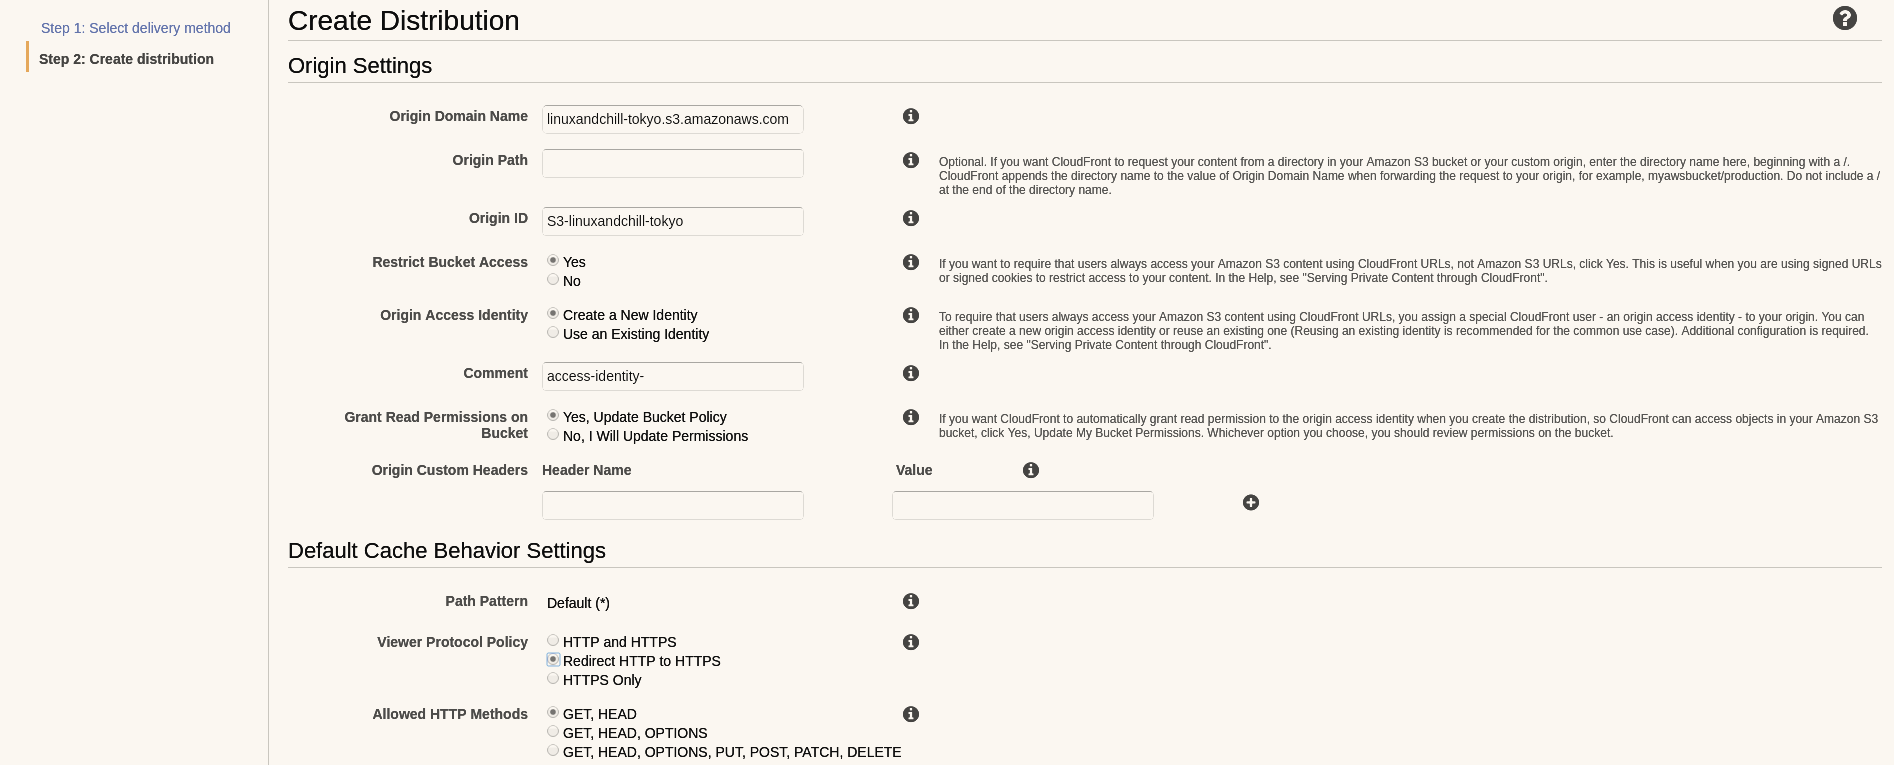 Step 1: Select delivery method
Step 2: Create distribution
Create Distribution
Origin Settings
Origin Domain Name
linuxandchill-tokyo.s3.amazonaws.com
Origin Path
Optional. If you want CloudFront to request your content from a directory in your Amazon S3 bucket or your custom origin, enter the directory name here, beginning with a /.
CloudFront appends the directory name to the value of Origin Domain Name when forwarding the request to your origin, for example, myawsbucket/production. Do not include a /
at the end of the directory name.
Origin ID
S3-linuxandchill-tokyo
Restrict Bucket Access
Yes
No
If you want to require that users always access your Amazon S3 content using CloudFront URLs, not Amazon S3 URLs, click Yes. This is useful when you are using signed URLs
or signed cookies to restrict access to your content. In the Help, see "Serving Private Content through CloudFront".
Origin Access Identity
Create a New Identity
Use an Existing Identity
To require that users always access your Amazon S3 content using CloudFront URLs, you assign a special CloudFront user - an origin access identity - to your origin. You can
either create a new origin access identity or reuse an existing one (Reusing an existing identity is recommended for the common use case). Additional configuration is required.
In the Help, see "Serving Private Content through CloudFront".
Comment
access-identity-
Grant Read Permissions on
Bucket
Yes, Update Bucket Policy
No, I Will Update Permissions
If you want CloudFront to automatically grant read permission to the origin access identity when you create the distribution, so CloudFront can access objects in your Amazon S3
bucket, click Yes, Update My Bucket Permissions. Whichever option you choose, you should review permissions on the bucket.
Origin Custom Headers
Header Name
Value
Default Cache Behavior Settings
Path Pattern
Default (*)
Viewer Protocol Policy
HTTP and HTTPS
Redirect HTTP to HTTPS
HTTPS Only
Allowed HTTP Methods
GET, HEAD
GET, HEAD, OPTIONS
GET, HEAD, OPTIONS, PUT, POST, PATCH, DELETE